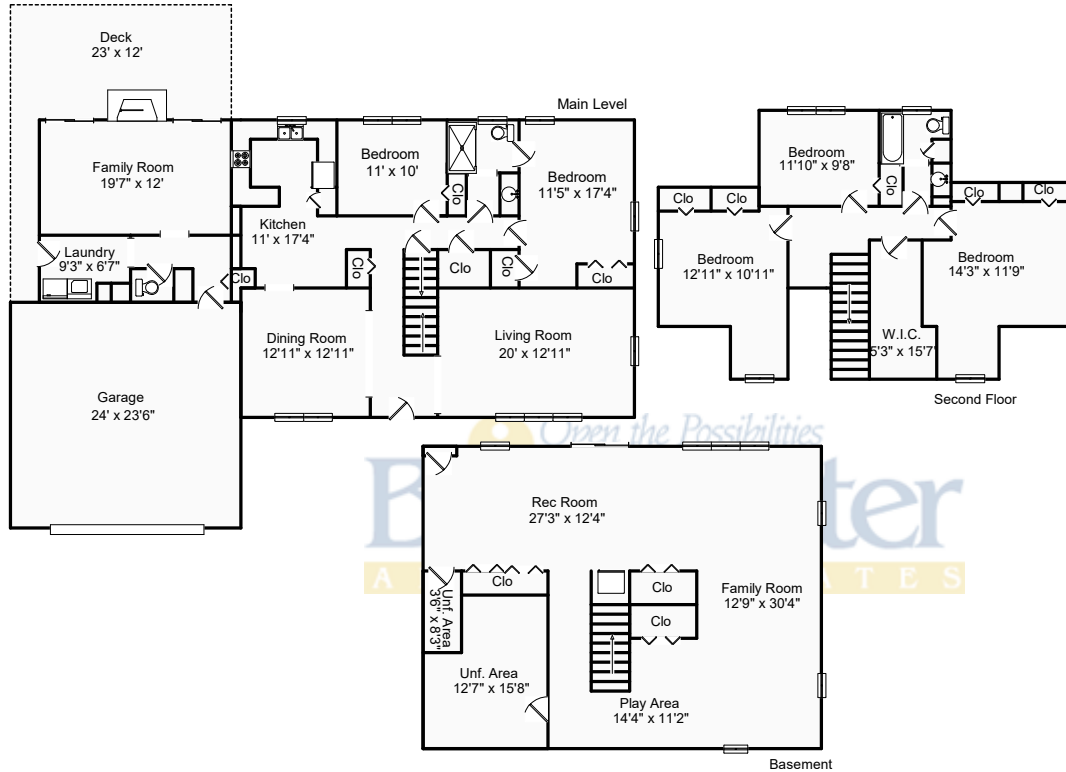 Deck
23' x 12'
Main Level
Family Room
19'7" x 12'
Bedroom
11' x 10'
Bedroom
11'5" x 17'4"
Clo
Kitchen
11' x 17'4"
Laundry
9'3" x 6'7"
Clo
Clo
Clo
Clo
Clo
Dining Room
12'11" x 12'11"
Living Room
20' x 12'11"
Garage
24' x 23'6"
Bedroom
11'10" x 9'8"
Clo
Clo
Clo
Clo
Clo
Bedroom
12'11" x 10'11"
Bedroom
14'3" x 11'9"
W.I.C.
5'3" x 15'7"
Second Floor
Open the Possibilities
Rec Room
27'3" x 12'4"
Clo
Clo
Clo
Family Room
12'9" x 30'4"
Unf. Area
3'6" x 8'3"
Unf. Area
12'7" x 15'8"
Play Area
14'4" x 11'2"
Basement